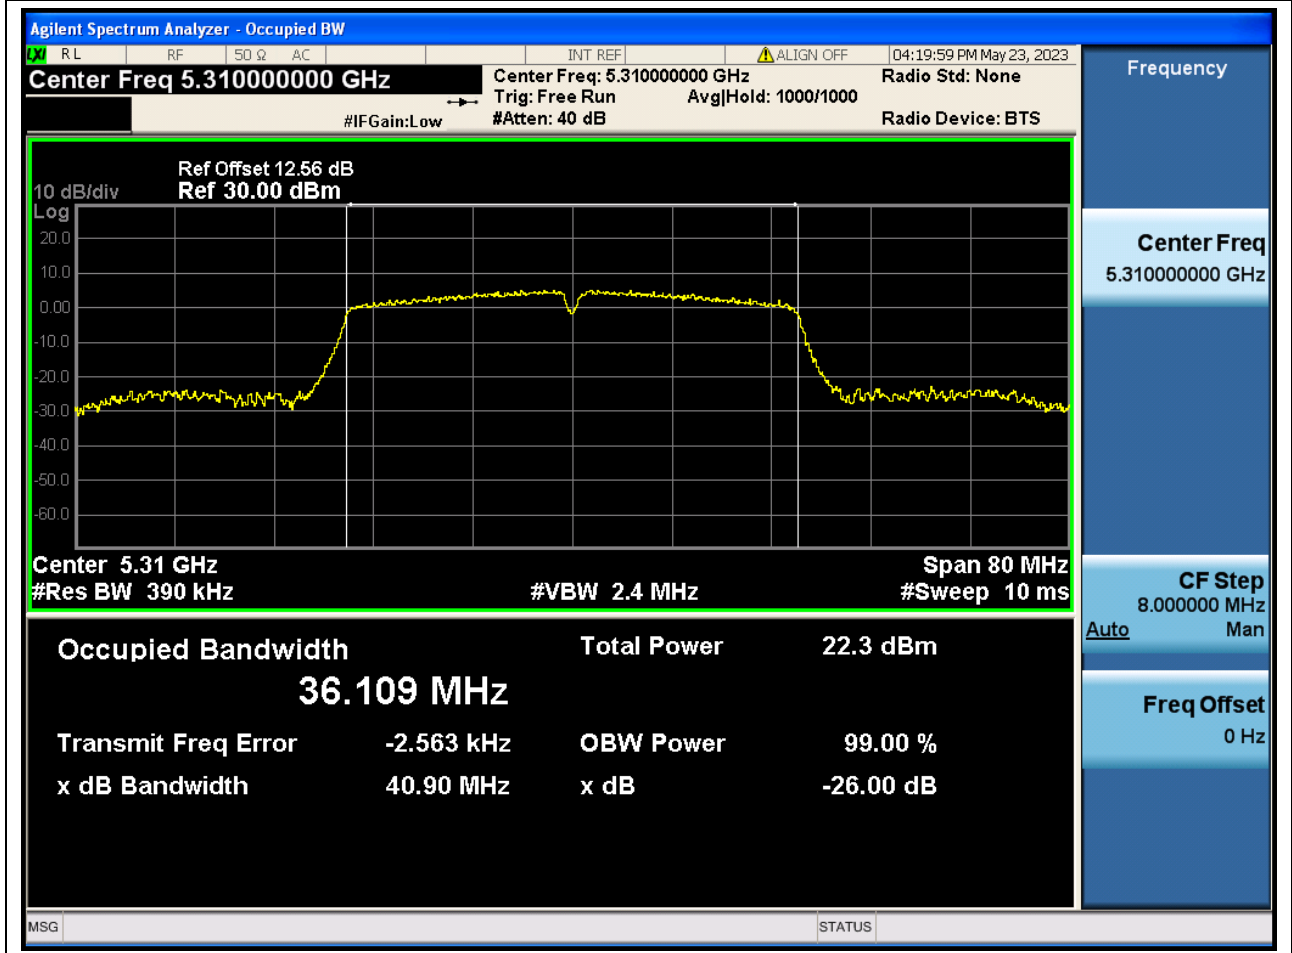 Agilent Spectrum Analyzer - Occupied BW
LXI RL RF 50 Ω AC INT REF ALIGN OFF 04:19:59 PM May 23, 2023
Center Freq 5.310000000 GHz
Center Freq: 5.310000000 GHz
Radio Std: None
Trig: Free Run Avg|Hold: 1000/1000
#IFGain:Low
#Atten: 40 dB
Radio Device: BTS
Ref Offset 12.56 dB
10 dB/div
Ref 30.00 dBm
Log
20.0
10.0
0.00
-10.0
-20.0
-30.0
-40.0
-50.0
-60.0
Center 5.31 GHz
Span 80 MHz
#Res BW 390 kHz
#VBW 2.4 MHz
#Sweep 10 ms
Occupied Bandwidth
Total Power 22.3 dBm
36.109 MHz
Transmit Freq Error -2.563 kHz
OBW Power 99.00 %
x dB Bandwidth 40.90 MHz
x dB -26.00 dB
Frequency
Center Freq
5.310000000 GHz
CF Step
8.000000 MHz
Auto Man
Freq Offset
0 Hz
MSG
STATUS